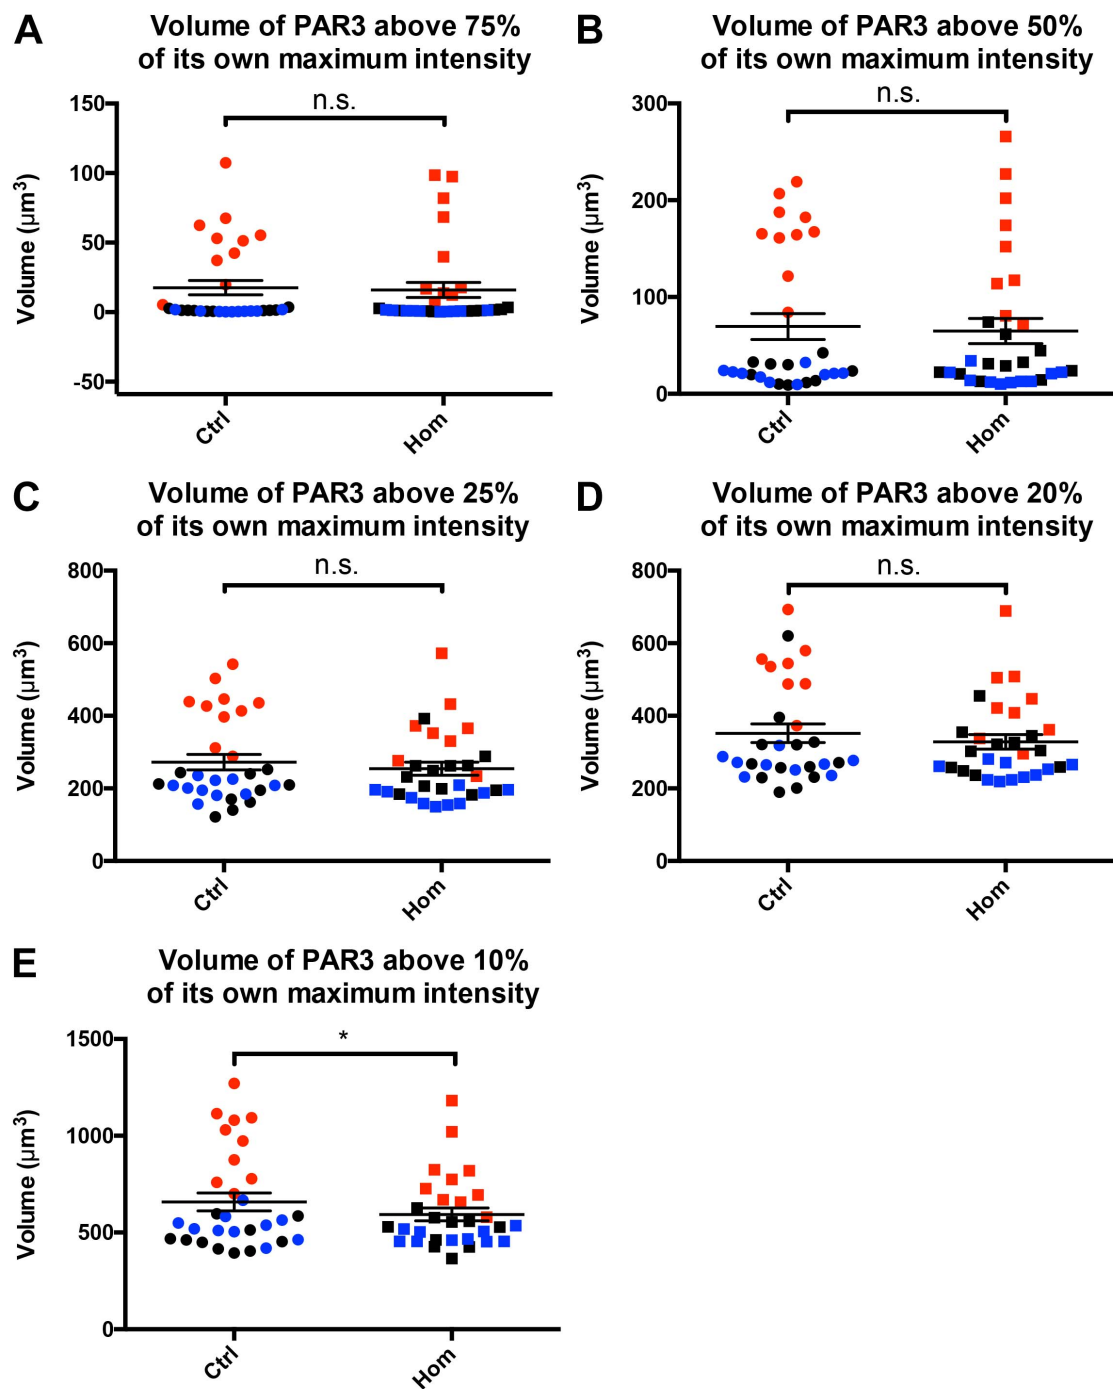 A
Volume of PAR3 above 75%
of its own maximum intensity
n.s.
150
100
50
0
-50
Volume (µm³)
Ctrl
Hom
B
Volume of PAR3 above 50%
of its own maximum intensity
n.s.
300
200
100
0
Volume (µm³)
Ctrl
Hom
C
Volume of PAR3 above 25%
of its own maximum intensity
n.s.
800
600
400
200
0
Volume (µm³)
Ctrl
Hom
D
Volume of PAR3 above 20%
of its own maximum intensity
n.s.
800
600
400
200
0
Volume (µm³)
Ctrl
Hom
E
Volume of PAR3 above 10%
of its own maximum intensity
*
1500
1000
500
0
Volume (µm³)
Ctrl
Hom